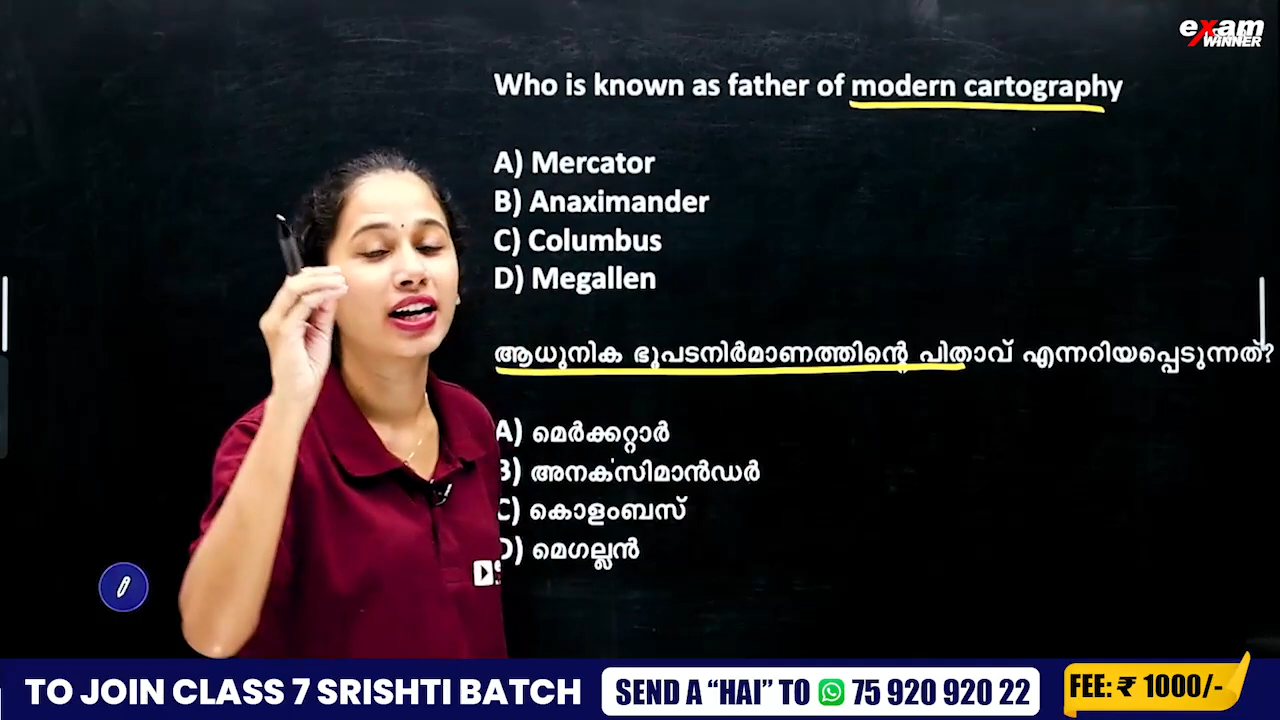 exam
WINNER
Who is known as father of modern cartography
A) Mercator
B) Anaximander
C) Columbus
D) Megallen
ആധുനിക ഭൂപടനിർമാണത്തിന്റെ പിതാവ് എന്നറിയപ്പെടുന്നത്?
A) മെർക്കറ്റാർ
B) അനക്സിമാൻഡർ
C) കൊളംബസ്
D) മെഗല്ലൻ
TO JOIN CLASS 7 SRISHTI BATCH
SEND A “HAI” TO 75 920 920 22
FEE: ₹ 1000/-